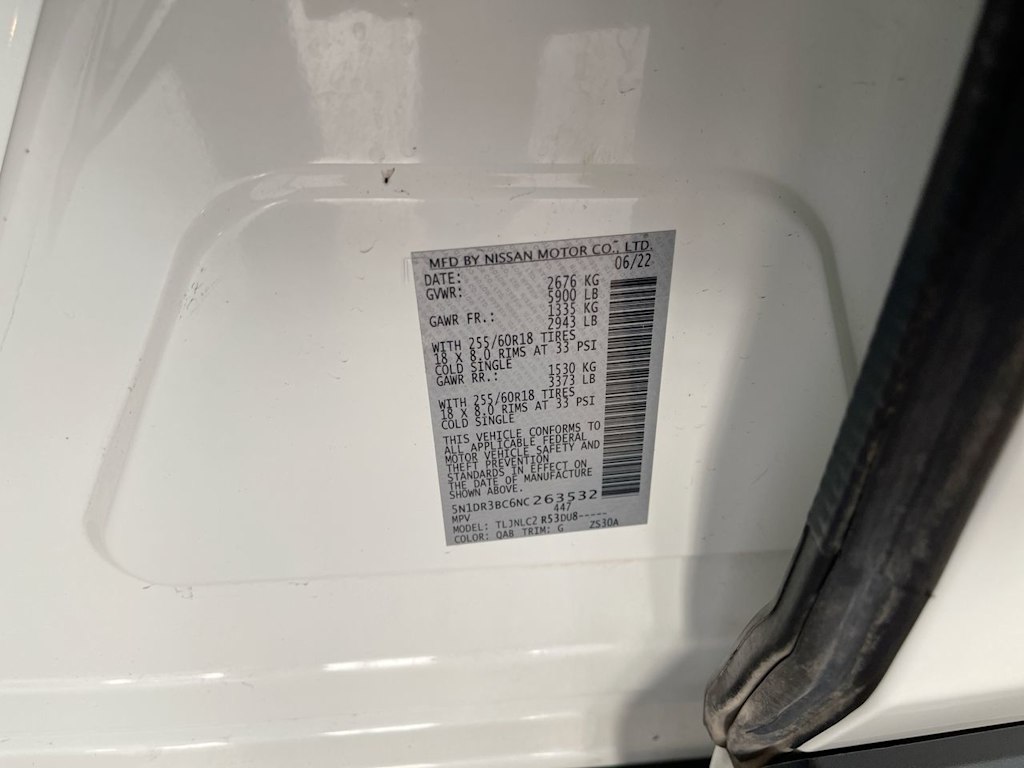 MFD BY NISSAN MOTOR CO., LTD.
DATE: 06/22
GVWR: 2676 KG
5900 LB
GAWR FR.: 1335 KG
2943 LB
WITH 255/60R18 TIRES
18 X 8.0 RIMS AT 33 PSI
COLD SINGLE
GAWR RR.: 1530 KG
3373 LB
WITH 255/60R18 TIRES
18 X 8.0 RIMS AT 33 PSI
COLD SINGLE
THIS VEHICLE CONFORMS TO
ALL APPLICABLE FEDERAL
MOTOR VEHICLE SAFETY AND
THEFT PREVENTION
STANDARDS IN EFFECT ON
THE DATE OF MANUFACTURE
SHOWN ABOVE.
5N1DR3BC6NC263532
MPV 447
MODEL: TLJNLC2 R53DU8-----
COLOR: QAB TRIM: G ZS30A